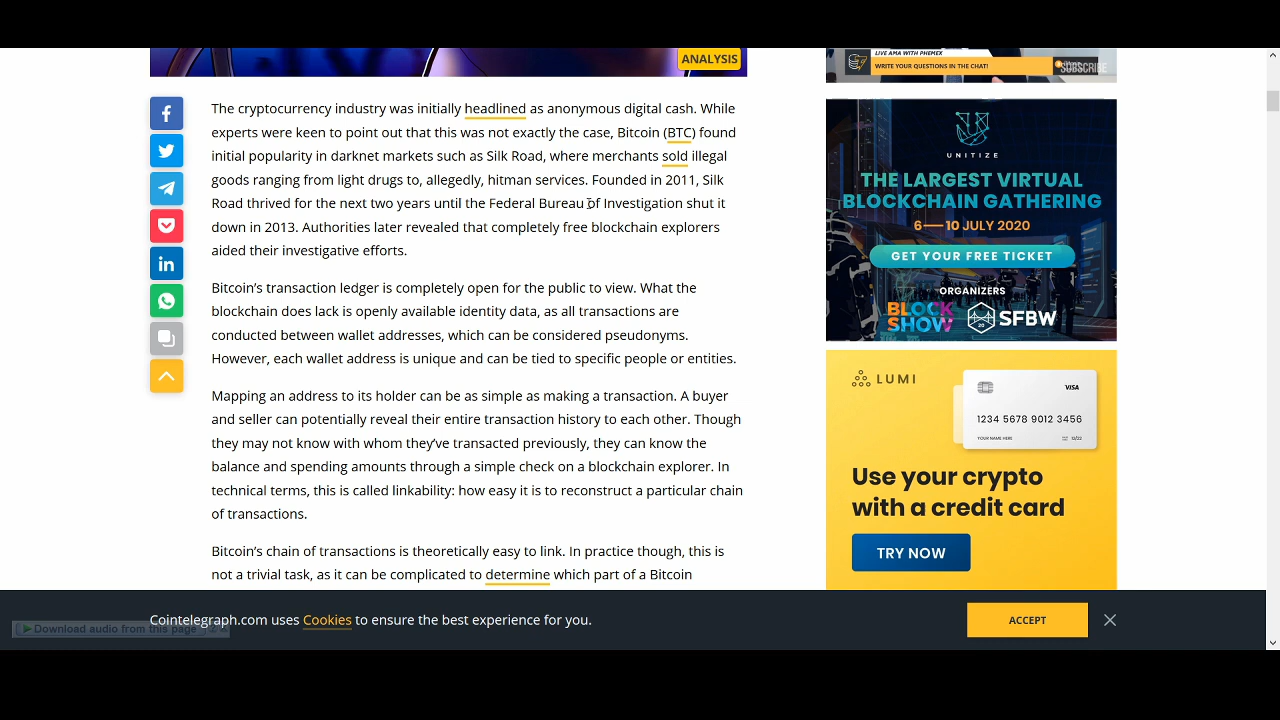 ANALYSIS
The cryptocurrency industry was initially headlined as anonymous digital cash. While
experts were keen to point out that this was not exactly the case, Bitcoin (BTC) found
initial popularity in darknet markets such as Silk Road, where merchants sold illegal
goods ranging from light drugs to, allegedly, hitman services. Founded in 2011, Silk
Road thrived for the next two years until the Federal Bureau of Investigation shut it
down in 2013. Authorities later revealed that completely free blockchain explorers
aided their investigative efforts.
Bitcoin’s transaction ledger is completely open for the public to view. What the
blockchain does lack is openly available identity data, as all transactions are
conducted between wallet addresses, which can be considered pseudonyms.
However, each wallet address is unique and can be tied to specific people or entities.
Mapping an address to its holder can be as simple as making a transaction. A buyer
and seller can potentially reveal their entire transaction history to each other. Though
they may not know with whom they’ve transacted previously, they can know the
balance and spending amounts through a simple check on a blockchain explorer. In
technical terms, this is called linkability: how easy it is to reconstruct a particular chain
of transactions.
Bitcoin’s chain of transactions is theoretically easy to link. In practice though, this is
not a trivial task, as it can be complicated to determine which part of a Bitcoin
LIVE AMA WITH PHEMEX
WRITE YOUR QUESTIONS IN THE CHAT!
SUBSCRIBE
UNITIZE
THE LARGEST VIRTUAL
BLOCKCHAIN GATHERING
6—10 JULY 2020
GET YOUR FREE TICKET
ORGANIZERS
BLOCK
SHOW
SFBW
LUMI
VISA
1234 5678 9012 3456
YOUR NAME HERE
12/22
Use your crypto
with a credit card
TRY NOW
Cointelegraph.com uses Cookies to ensure the best experience for you.
ACCEPT
Download audio from this page